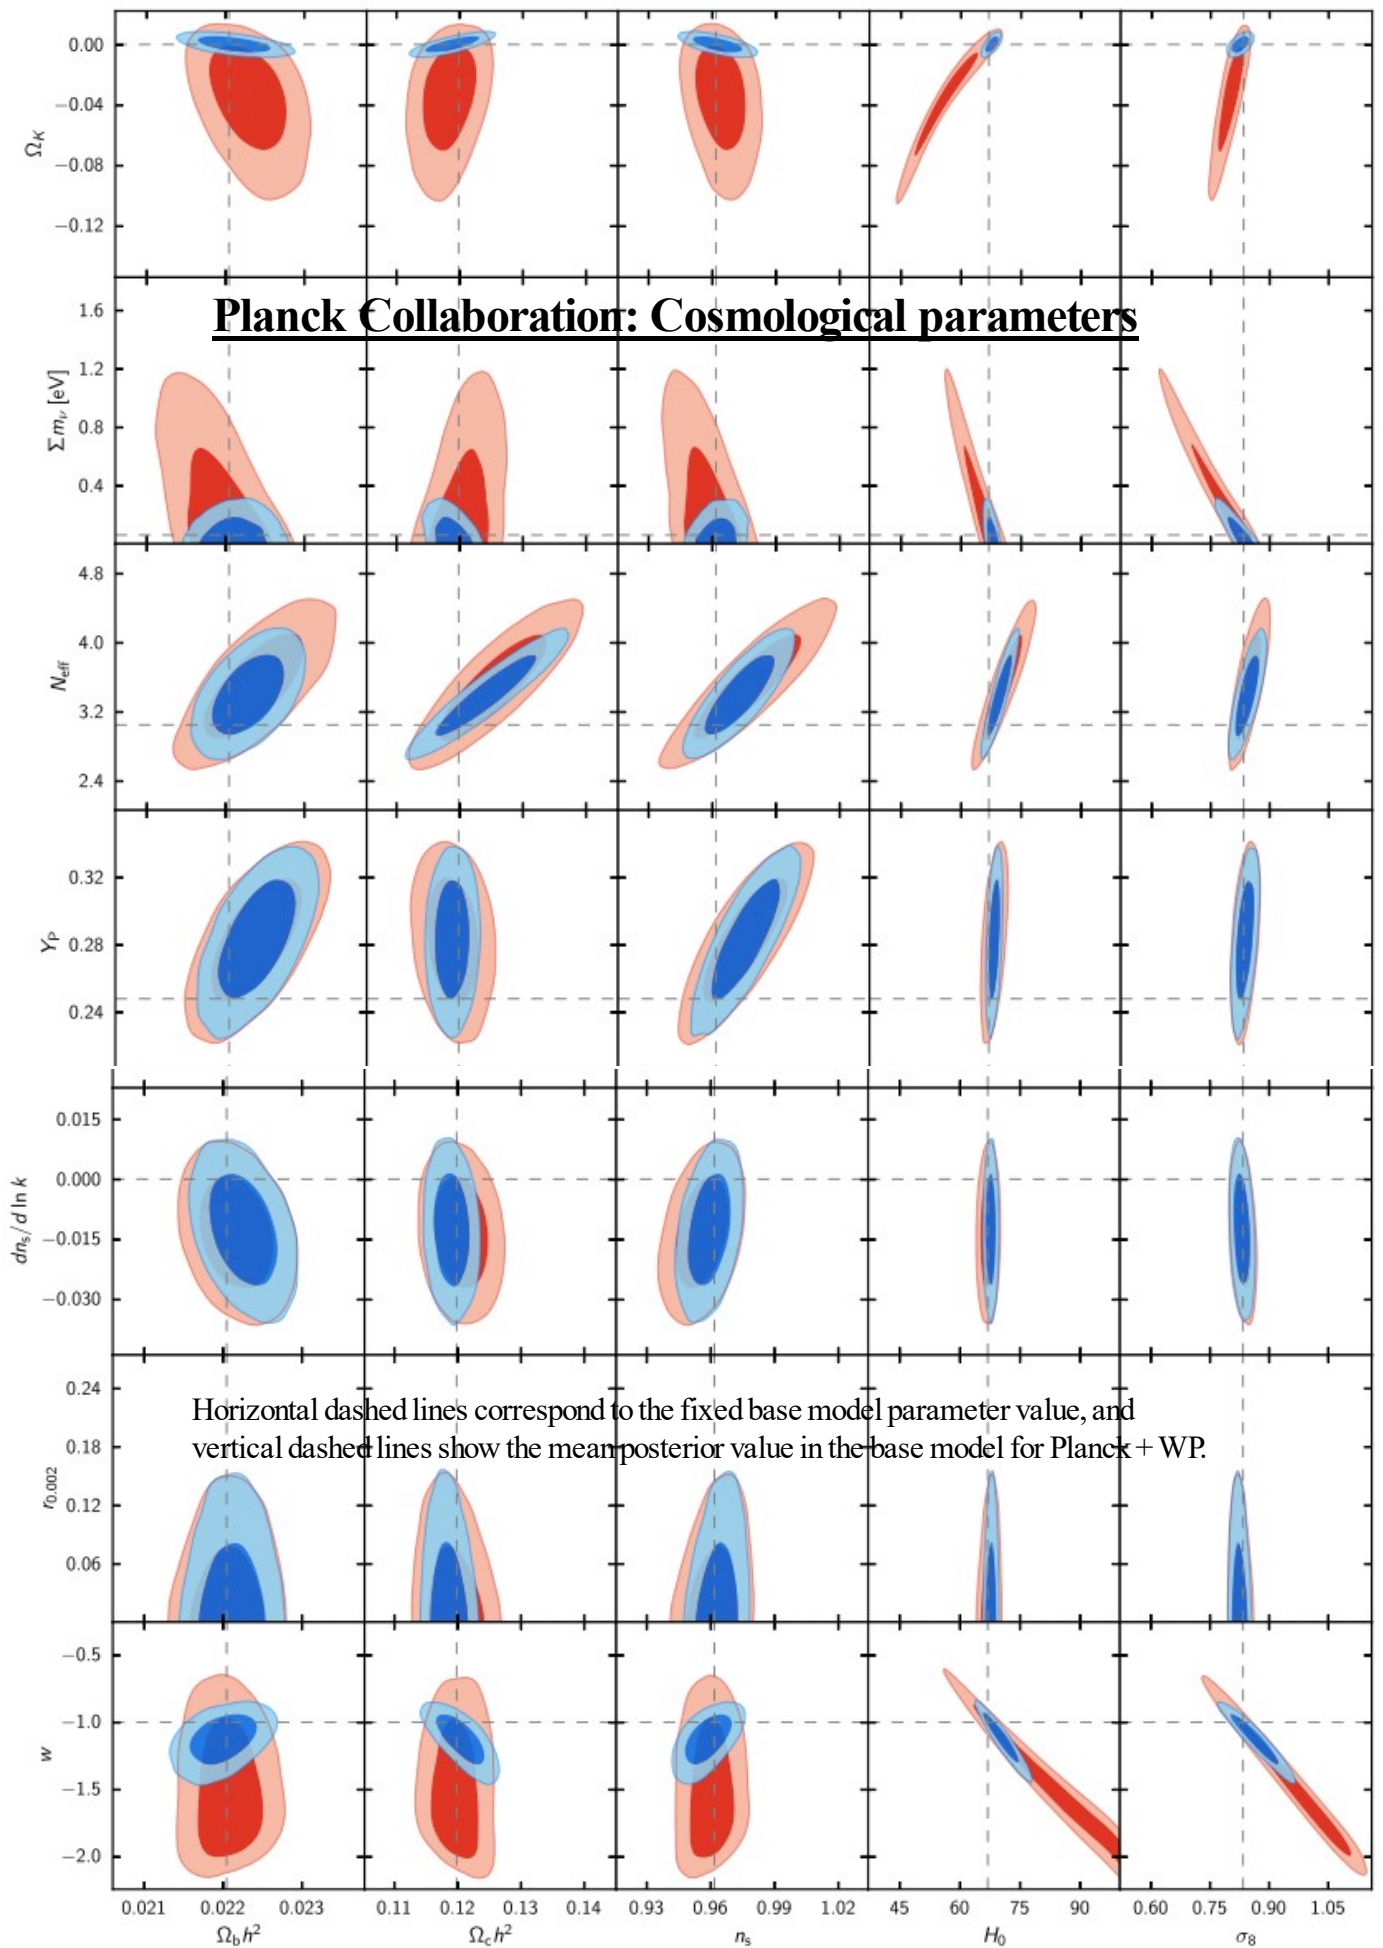 0.00
−0.04
−0.08
−0.12
Ω_K
Planck Collaboration: Cosmological parameters
1.6
1.2
0.8
0.4
Σm_ν [eV]
4.8
4.0
3.2
2.4
N_eff
0.32
0.28
0.24
Y_P
0.015
0.000
−0.015
−0.030
dn_s/d ln k
0.24
Horizontal dashed lines correspond to the fixed base model parameter value, and
0.18
vertical dashed lines show the mean posterior value in the base model for Planck + WP.
0.12
0.06
r_0.002
−0.5
−1.0
−1.5
−2.0
w
0.021 0.022 0.023 0.11 0.12 0.13 0.14 0.93 0.96 0.99 1.02 45 60 75 90 0.60 0.75 0.90 1.05
Ω_b h² Ω_c h² n_s H_0 σ_8